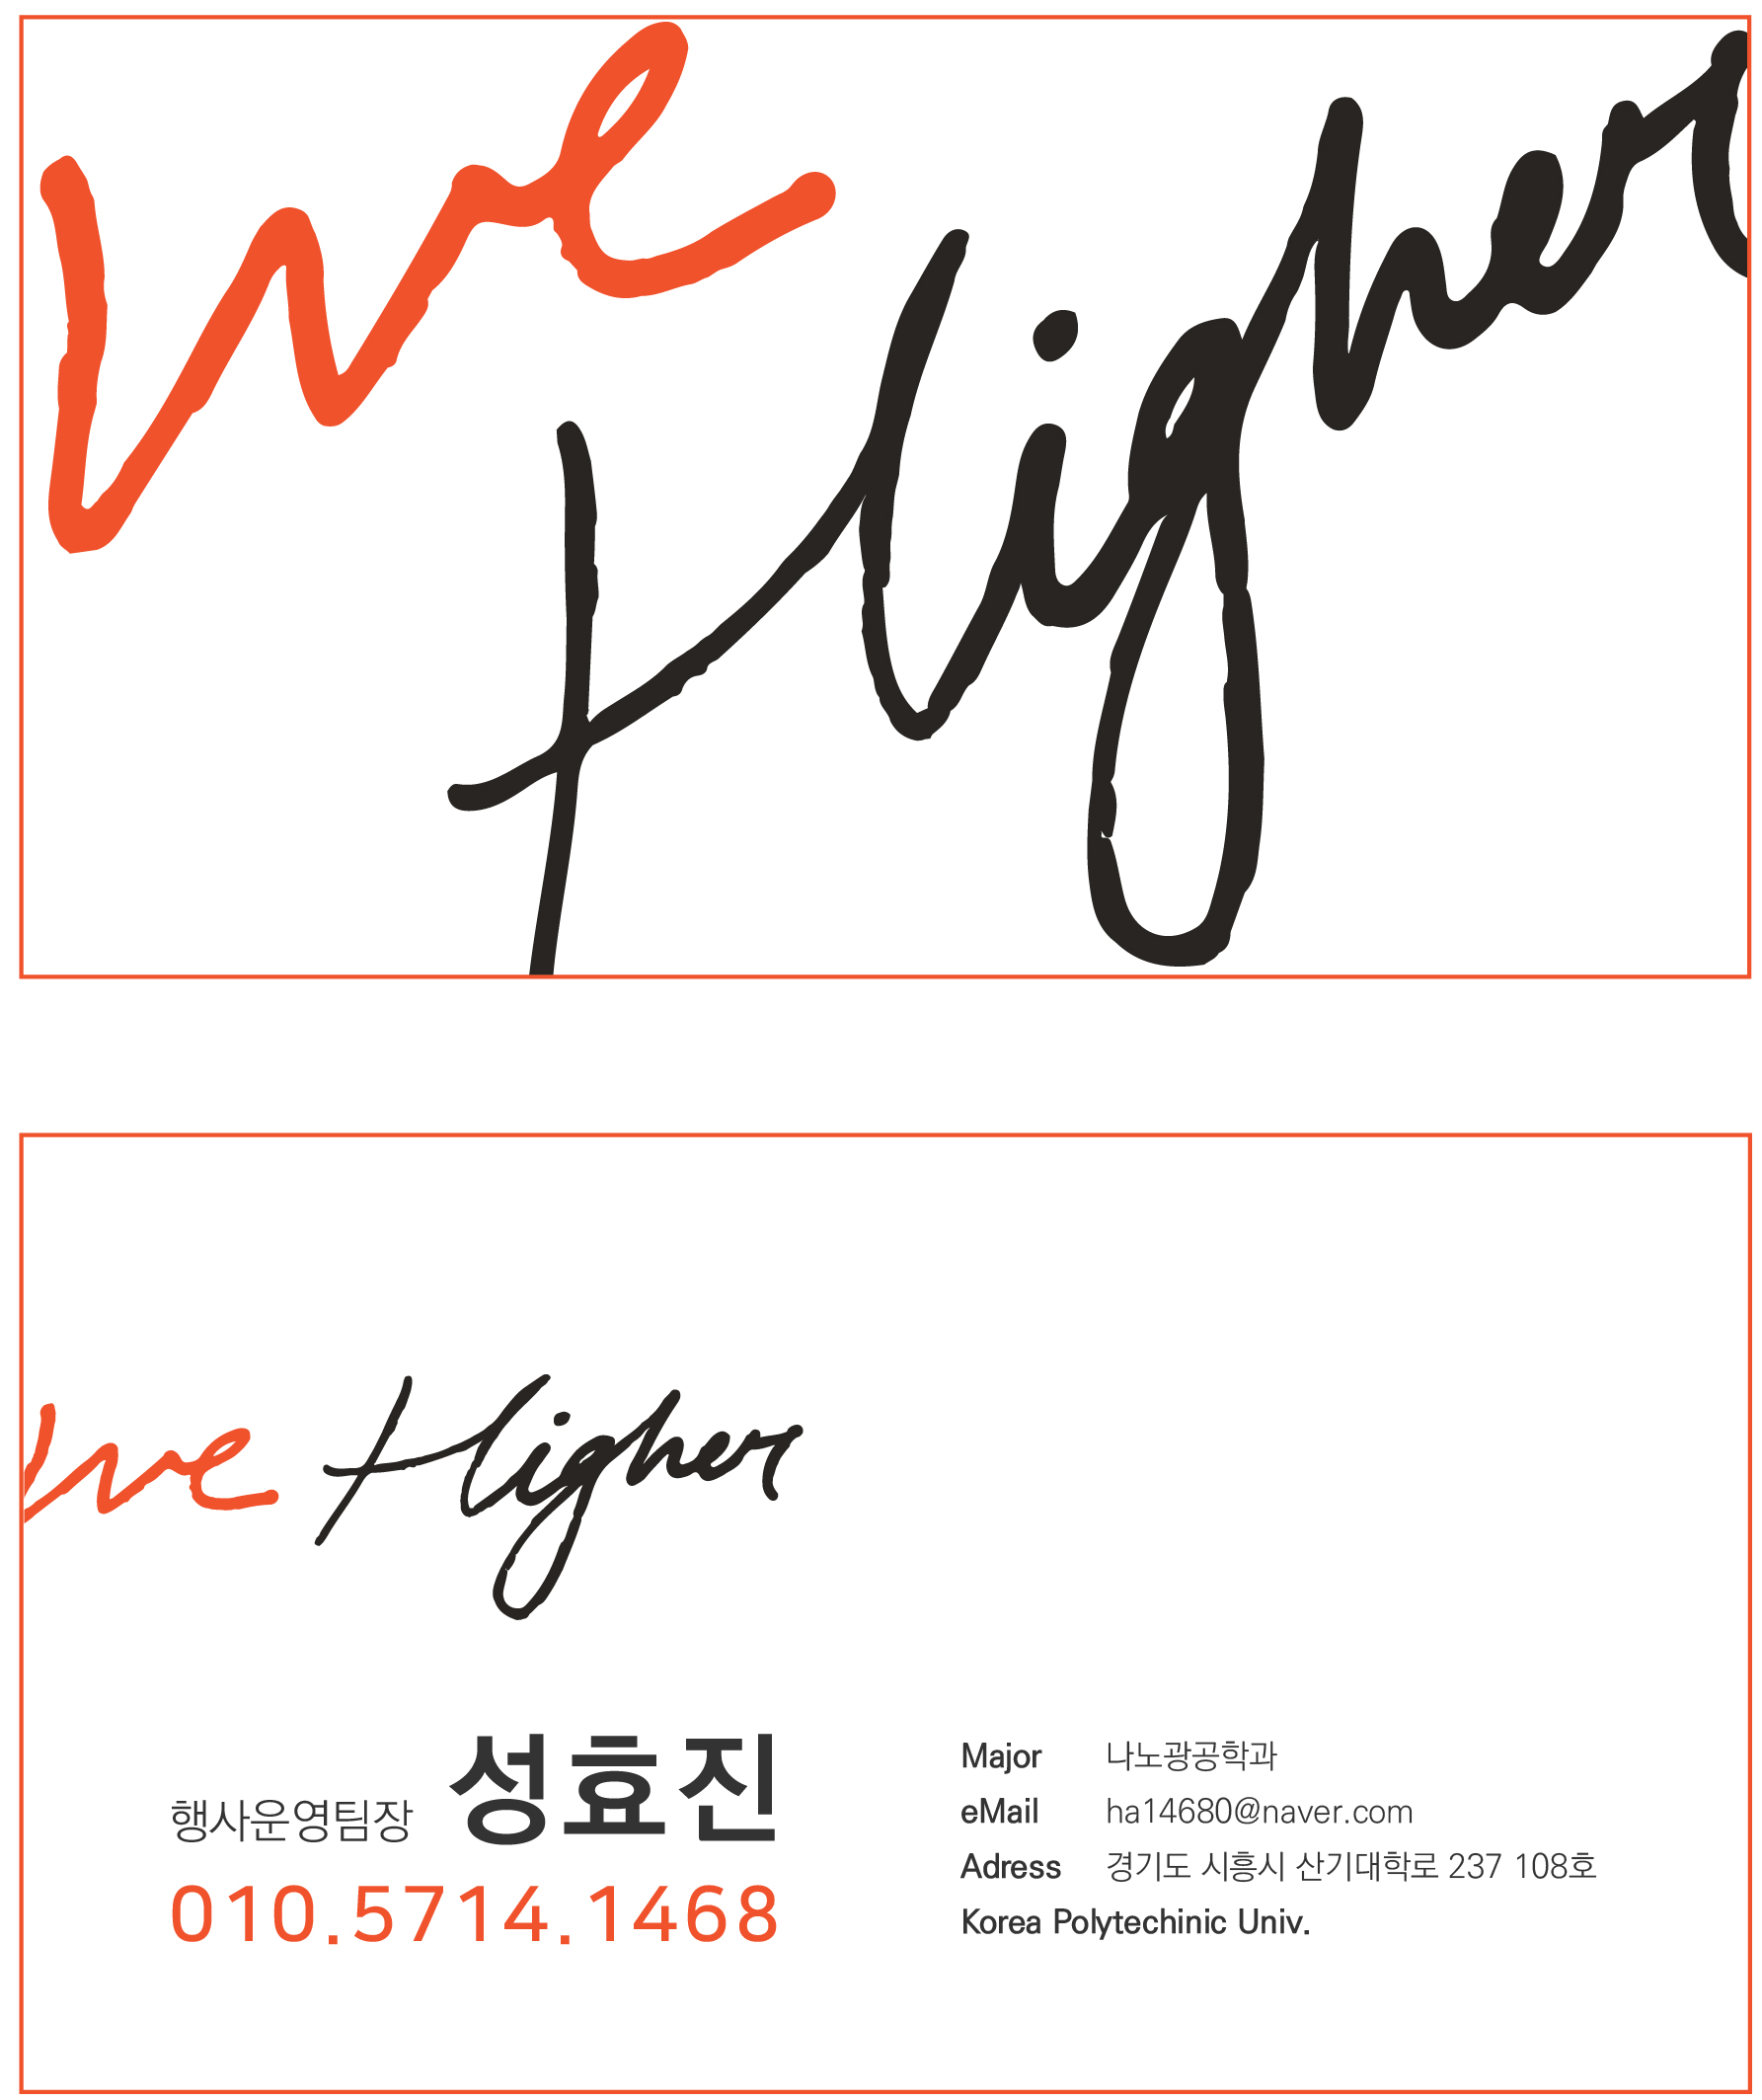 We
Higher
We Higher
행사운영팀장 성효진
010.5714.1468
Major 나노광공학과
eMail ha14680@naver.com
Adress 경기도 시흥시 산기대학로 237 108호
Korea Polytechinic Univ.